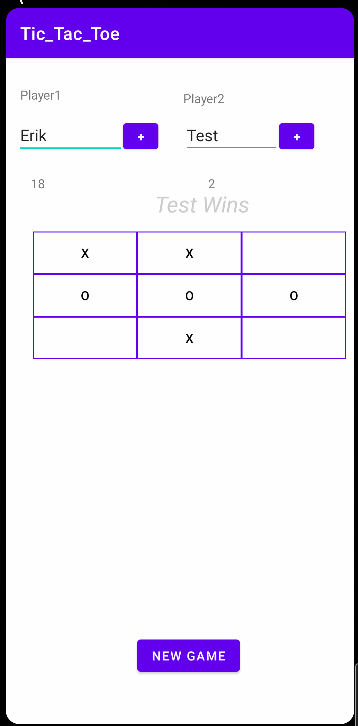 Tic_Tac_Toe
Player1 Player2
Erik + Test +
18 2
Test Wins
X X
O O O
X
NEW GAME